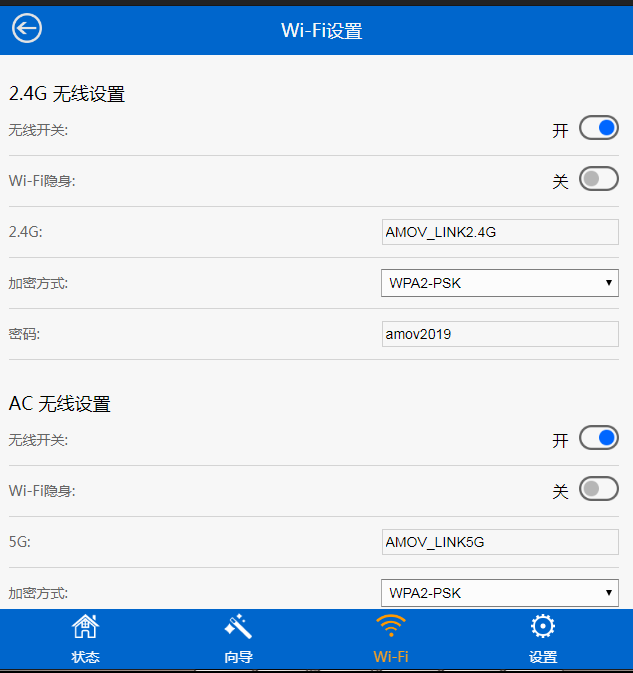 Wi-Fi设置
2.4G 无线设置
无线开关: 开
Wi-Fi隐身: 关
2.4G: AMOV_LINK2.4G
加密方式: WPA2-PSK
密码: amov2019
AC 无线设置
无线开关: 开
Wi-Fi隐身: 关
5G: AMOV_LINK5G
加密方式: WPA2-PSK
状态 向导 Wi-Fi 设置